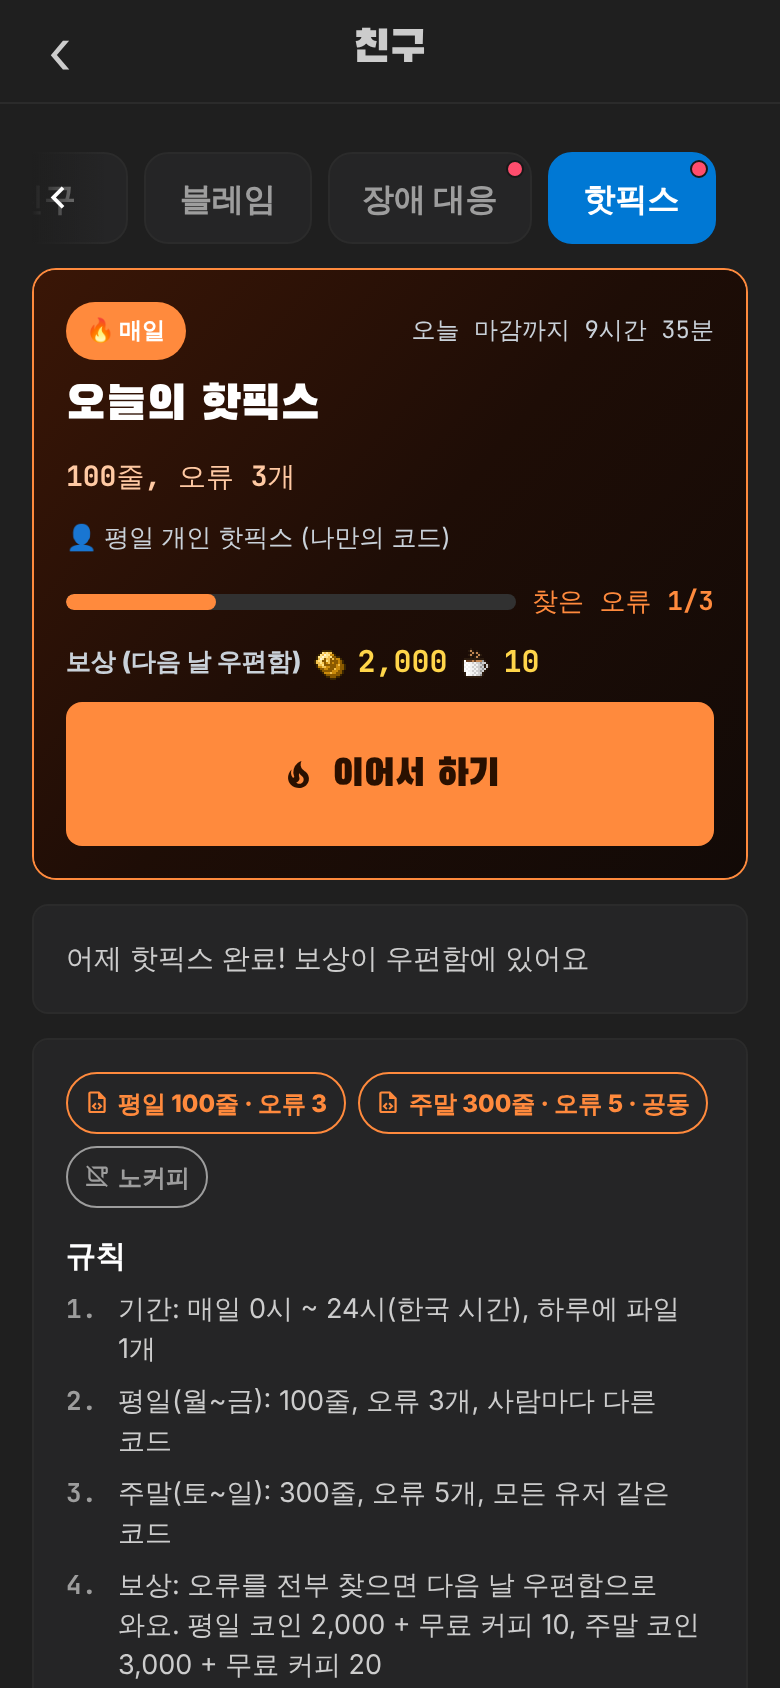 친구
블레임
장애 대응
핫픽스
매일
오늘 마감까지 9시간 35분
오늘의 핫픽스
100줄, 오류 3개
평일 개인 핫픽스 (나만의 코드)
찾은 오류 1/3
보상 (다음 날 우편함) 2,000 10
이어서 하기
어제 핫픽스 완료! 보상이 우편함에 있어요
평일 100줄 · 오류 3
주말 300줄 · 오류 5 · 공동
노커피
규칙
1. 기간: 매일 0시 ~ 24시(한국 시간), 하루에 파일
1개
2. 평일(월~금): 100줄, 오류 3개, 사람마다 다른
코드
3. 주말(토~일): 300줄, 오류 5개, 모든 유저 같은
코드
4. 보상: 오류를 전부 찾으면 다음 날 우편함으로
와요. 평일 코인 2,000 + 무료 커피 10, 주말 코인
3,000 + 무료 커피 20